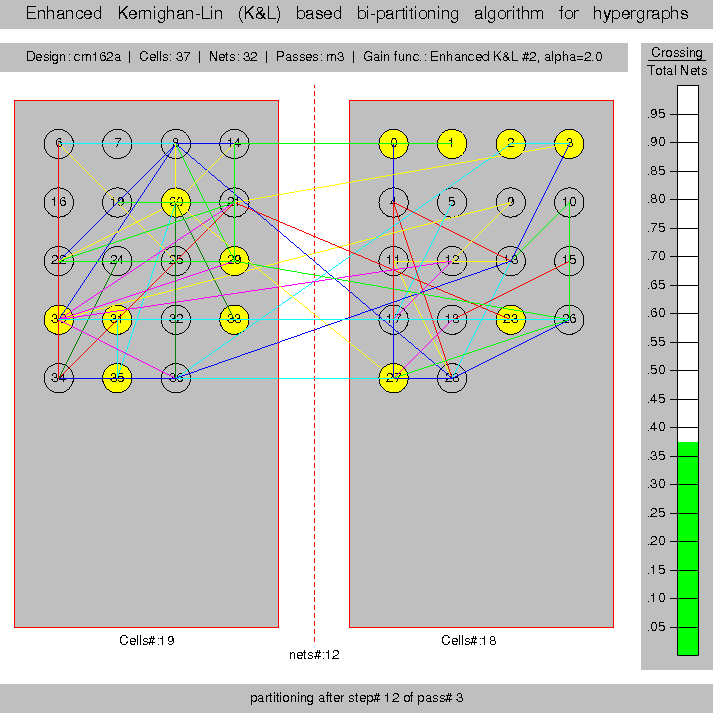 Enhanced Kernighan-Lin (K&L) based bi-partitioning algorithm for hypergraphs
Design: cm162a | Cells: 37 | Nets: 32 | Passes: m3 | Gain func.: Enhanced K&L #2, alpha=2.0
Crossing
Total Nets
.95
.90
.85
.80
.75
.70
.65
.60
.55
.50
.45
.40
.35
.30
.25
.20
.15
.10
.05
6 7 8 14
16 19 20 21
22 24 25 29
30 31 32 33
34 35 36
0 1 2 3
4 5 9 10
11 12 13 15
17 18 23 26
27 28
Cells#:19
nets#:12
Cells#:18
partitioning after step# 12 of pass# 3